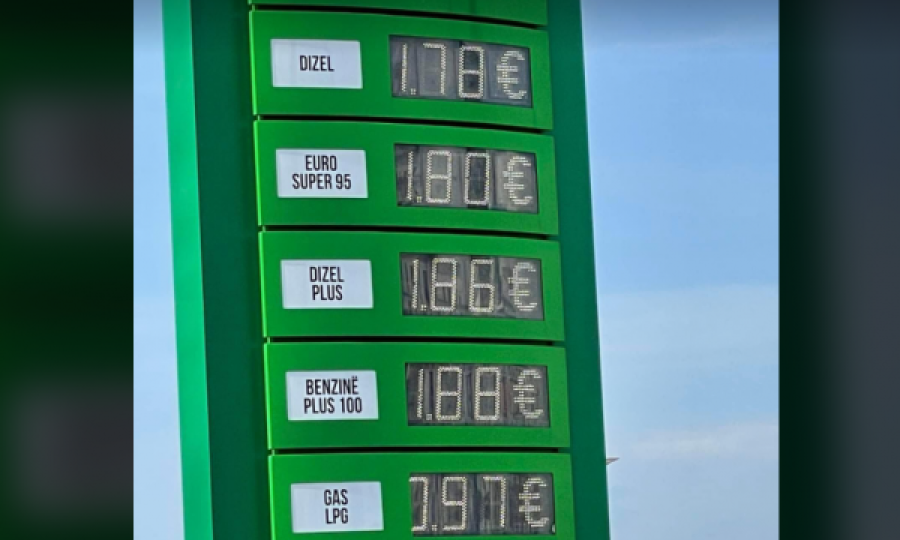 DIZEL 1.78€
EURO
SUPER 95 1.80€
DIZEL
PLUS 1.86€
BENZINË
PLUS 100 1.88€
GAS
LPG 0.97€